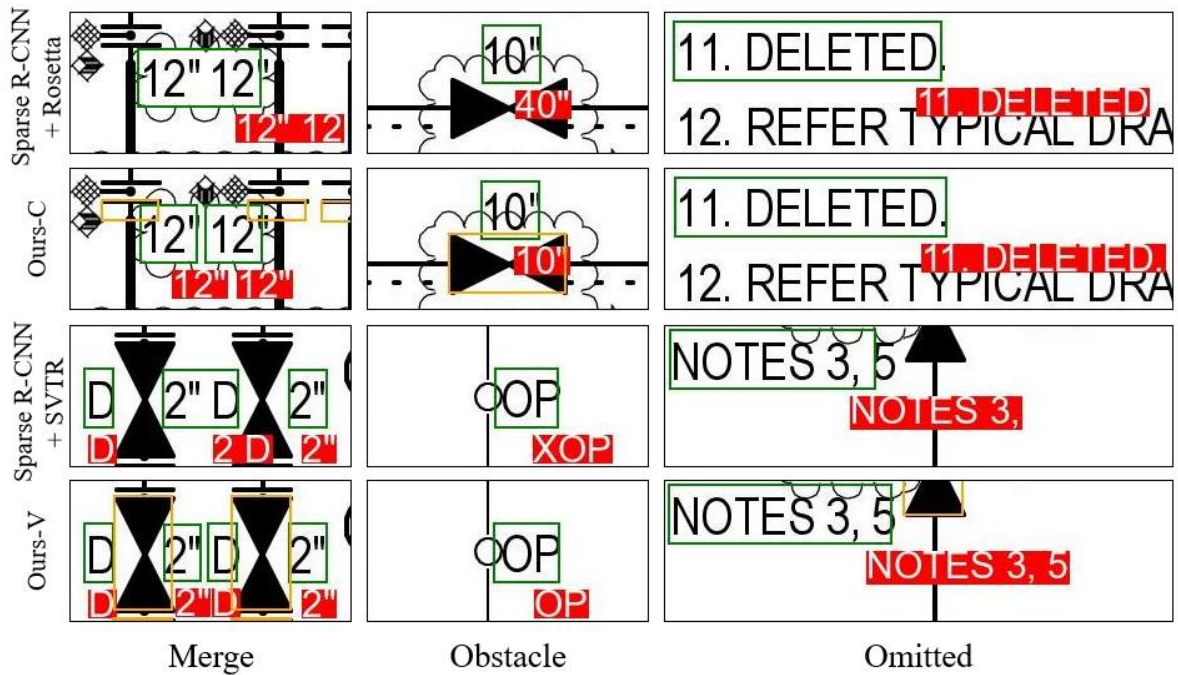 Sparse R-CNN
+ Rosetta
12" 12"
12" 12
10"
40"
11. DELETED.
11. DELETED
12. REFER TYPICAL DRA
Ours-C
12" 12"
12" 12"
10"
10"
11. DELETED.
11. DELETED.
12. REFER TYPICAL DRA
Sparse R-CNN
+ SVTR
D 2" D 2"
D 2 D 2"
OP
XOP
NOTES 3, 5
NOTES 3,
Ours-V
D 2" D 2"
D 2" D 2"
OP
OP
NOTES 3, 5
NOTES 3, 5
Merge Obstacle Omitted